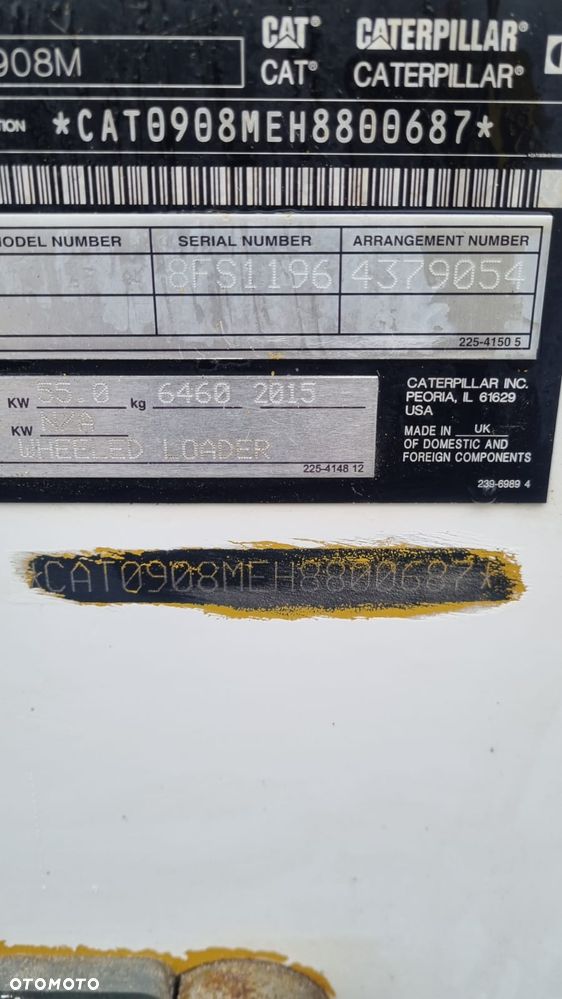 CAT CATERPILLAR®
908M
CAT® CATERPILLAR®
TION *CAT0908MEH8800687*
MODEL NUMBER SERIAL NUMBER ARRANGEMENT NUMBER
8FS1196 4379054
225-4150 5
KW 55.0 kg 6460 2015
KW N/A
WHEELED LOADER
225-4148 12
CATERPILLAR INC.
PEORIA, IL 61629
USA
MADE IN UK
OF DOMESTIC AND
FOREIGN COMPONENTS
239-6989 4
*CAT0908MEH8800687*
OTOMOTO